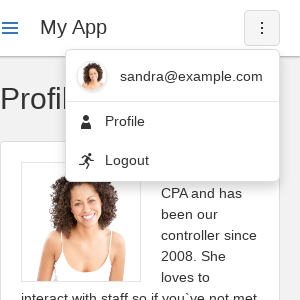 My App
sandra@example.com
Profile
Logout
Profil
CPA and has
been our
controller since
2008. She
loves to
interact with staff so if you`ve not met